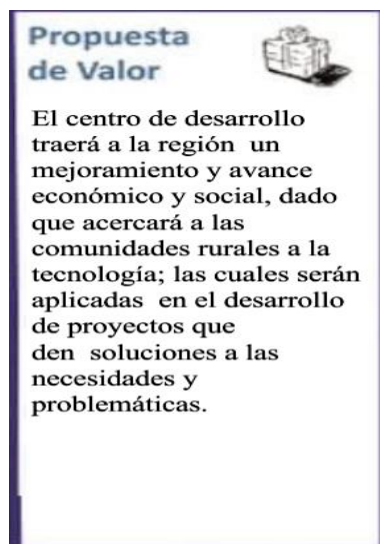 Propuesta
de Valor
El centro de desarrollo
traerá a la región un
mejoramiento y avance
económico y social, dado
que acercará a las
comunidades rurales a la
tecnología; las cuales serán
aplicadas en el desarrollo
de proyectos que
den soluciones a las
necesidades y
problemáticas.